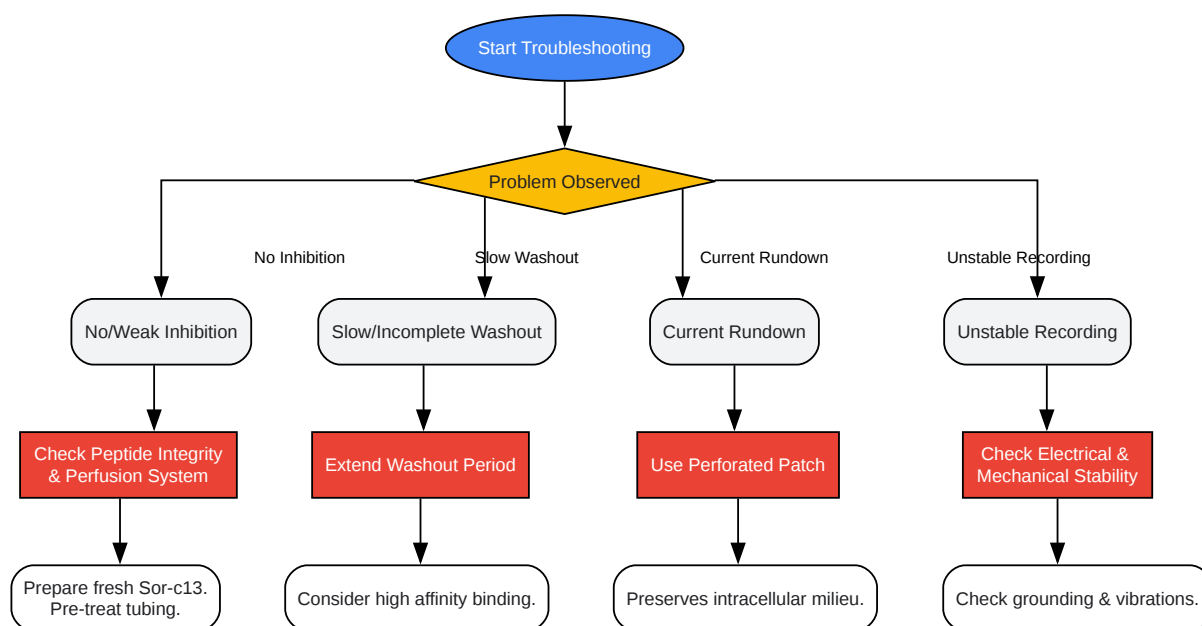 Start Troubleshooting
Problem Observed
No Inhibition
Slow Washout
Current Rundown
Unstable Recording
No/Weak Inhibition
Slow/Incomplete Washout
Current Rundown
Unstable Recording
Check Peptide Integrity
& Perfusion System
Extend Washout Period
Use Perforated Patch
Check Electrical &
Mechanical Stability
Prepare fresh Sor-c13.
Pre-treat tubing.
Consider high affinity binding.
Preserves intracellular milieu.
Check grounding & vibrations.